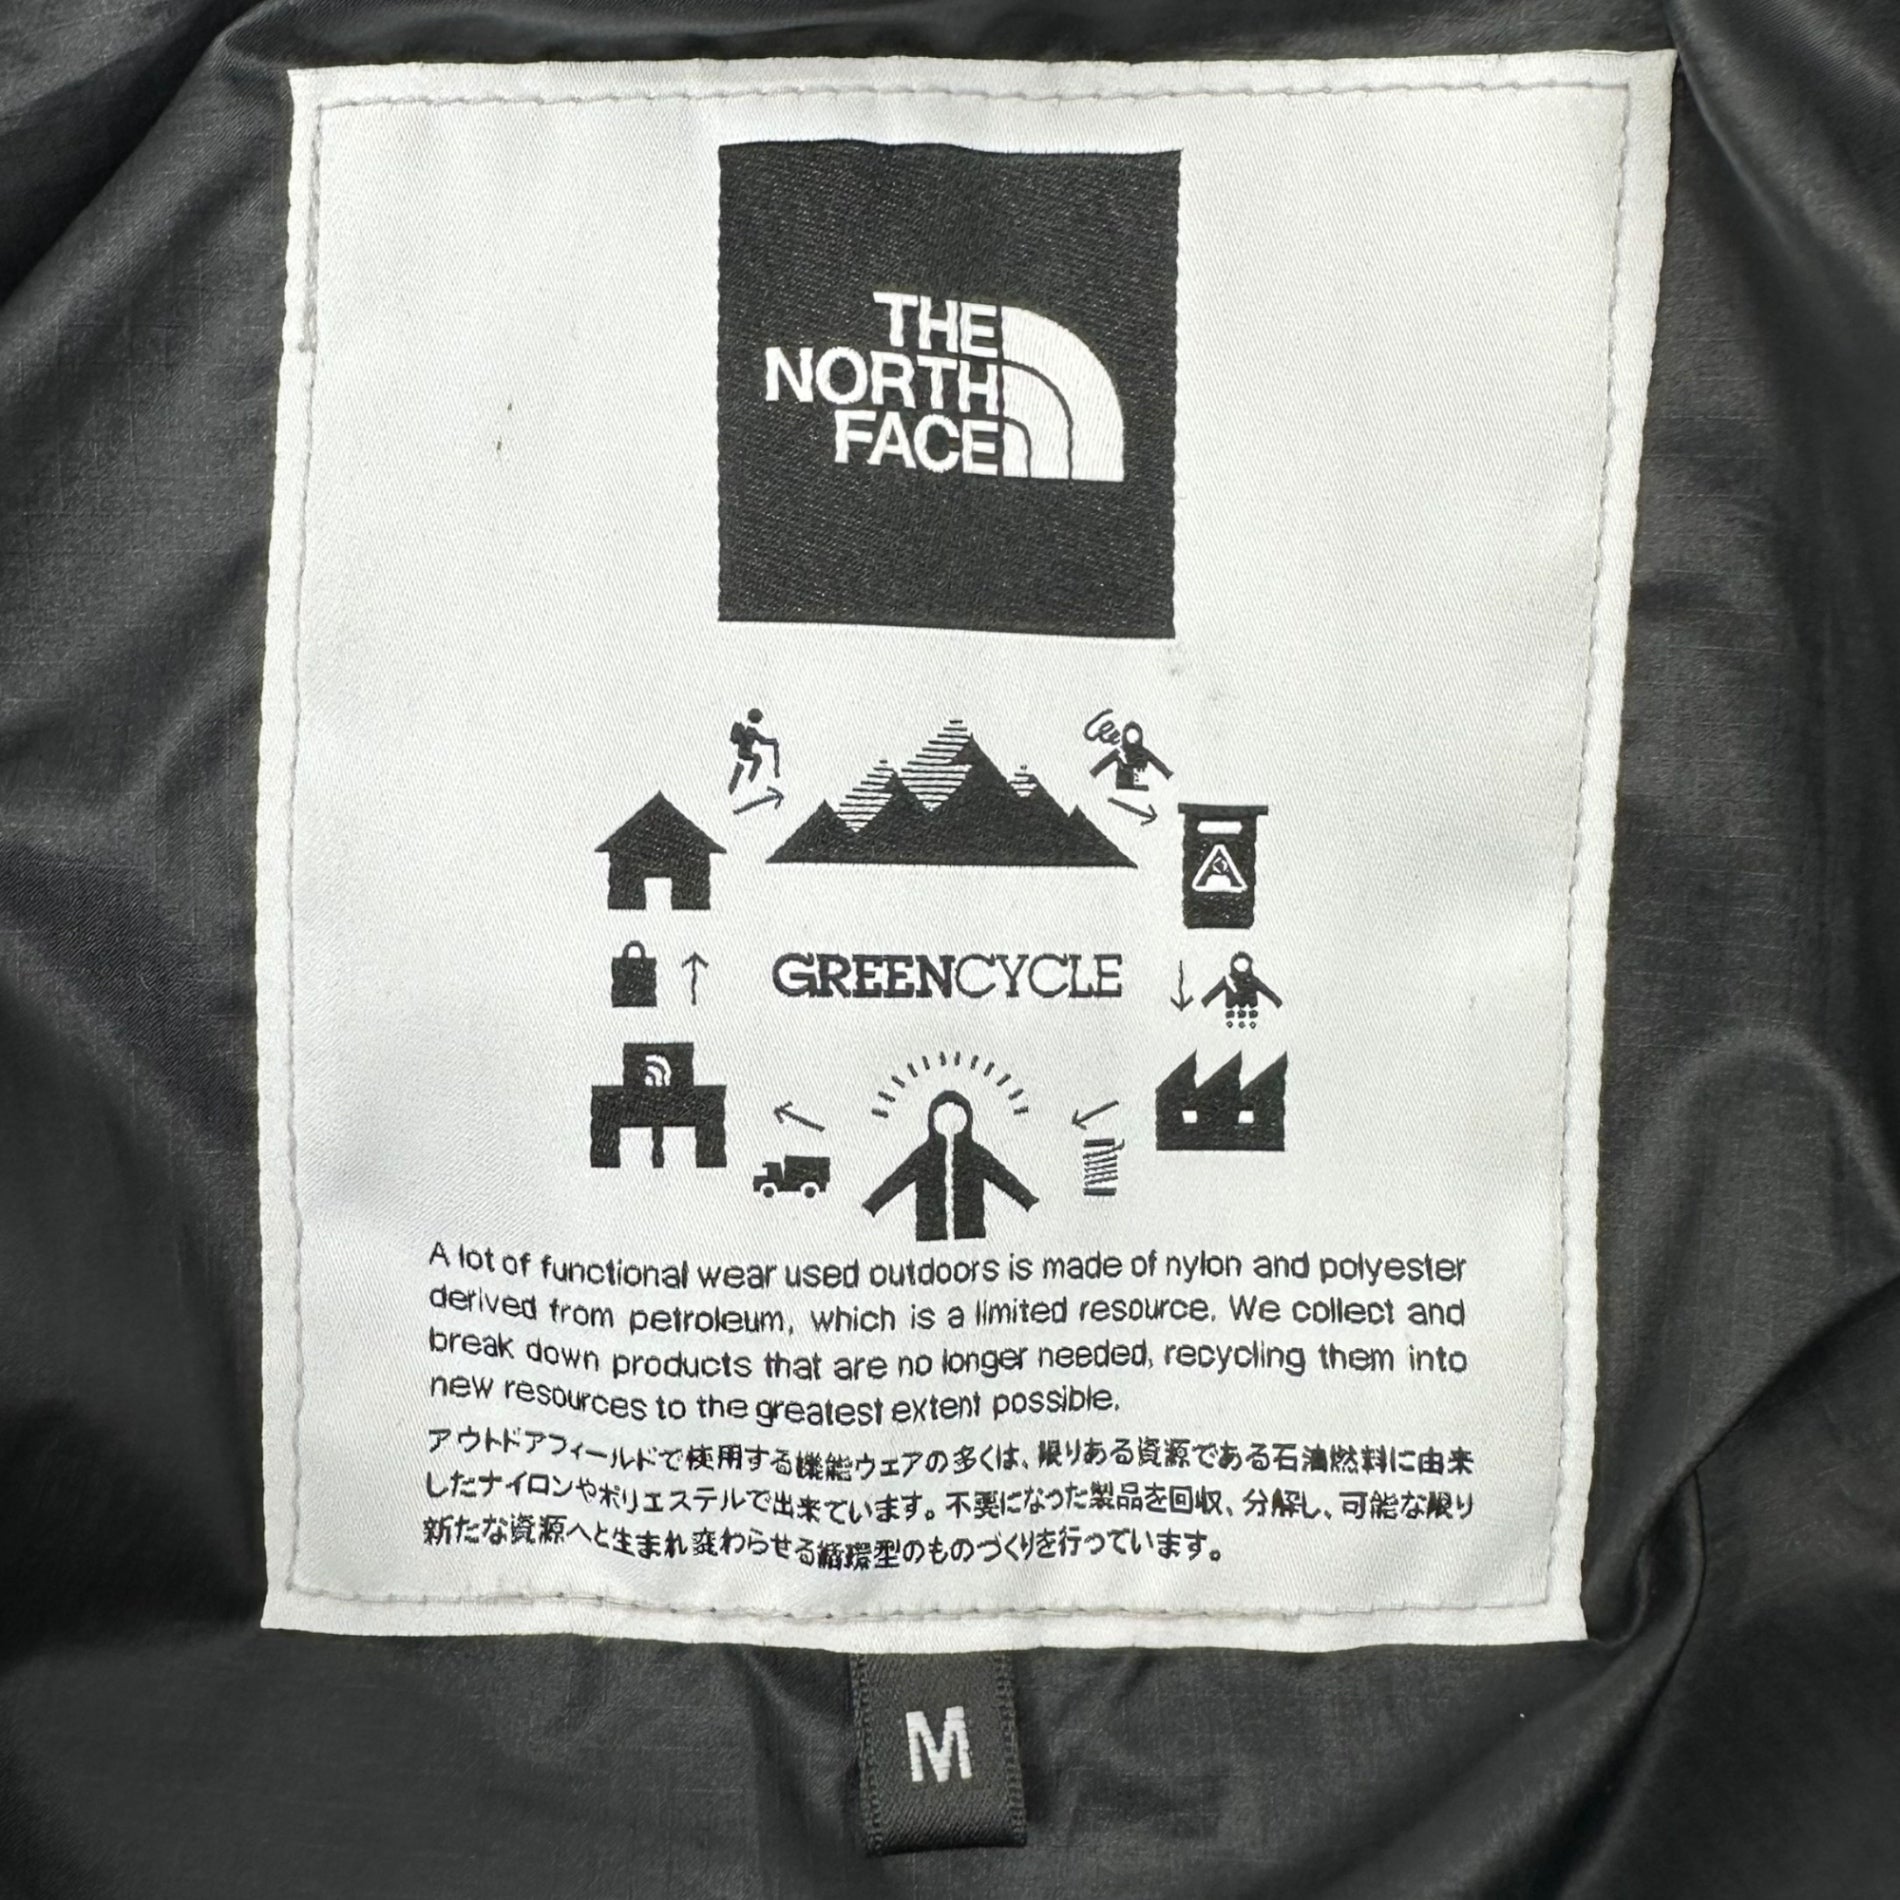 THE
NORTH
FACE
GREENCYCLE
A lot of functional wear used outdoors is made of nylon and polyester
derived from petroleum, which is a limited resource. We collect and
break down products that are no longer needed, recycling them into
new resources to the greatest extent possible.
アウトドアフィールドで使用する機能ウェアの多くは、限りある資源である石油燃料に由来
したナイロンやポリエステルで出来ています。不要になった製品を回収、分解し、可能な限り
新たな資源へと生まれ変わらせる循環型のものづくりを行っています。
M